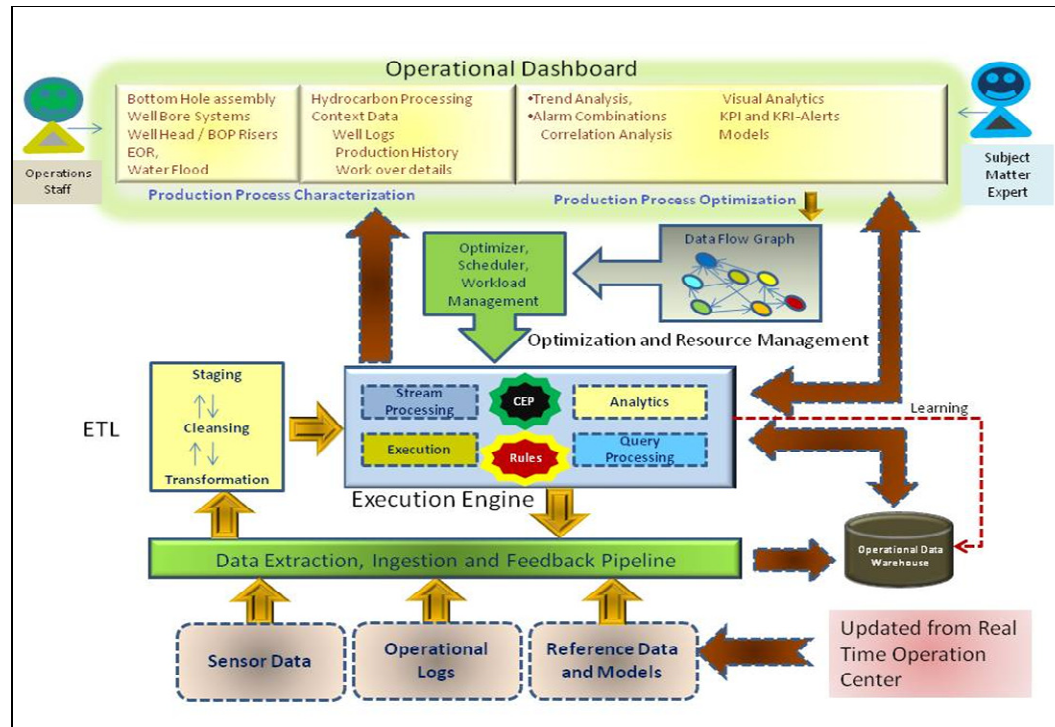 Operational Dashboard
Bottom Hole assembly
Well Bore Systems
Well Head / BOP Risers
EOR,
Water Flood
Hydrocarbon Processing
Context Data
Well Logs
Production History
Work over details
•Trend Analysis,
•Alarm Combinations
Correlation Analysis
Visual Analytics
KPI and KRI-Alerts
Models
Operations
Staff
Subject
Matter
Expert
Production Process Characterization
Production Process Optimization
Optimizer,
Scheduler,
Workload
Management
Data Flow Graph
Optimization and Resource Management
ETL
Staging
Cleansing
Transformation
Stream
Processing
CEP
Analytics
Execution
Rules
Query
Processing
Learning
Execution Engine
Operational Data
Warehouse
Data Extraction, Ingestion and Feedback Pipeline
Sensor Data
Operational
Logs
Reference Data
and Models
Updated from Real
Time Operation
Center